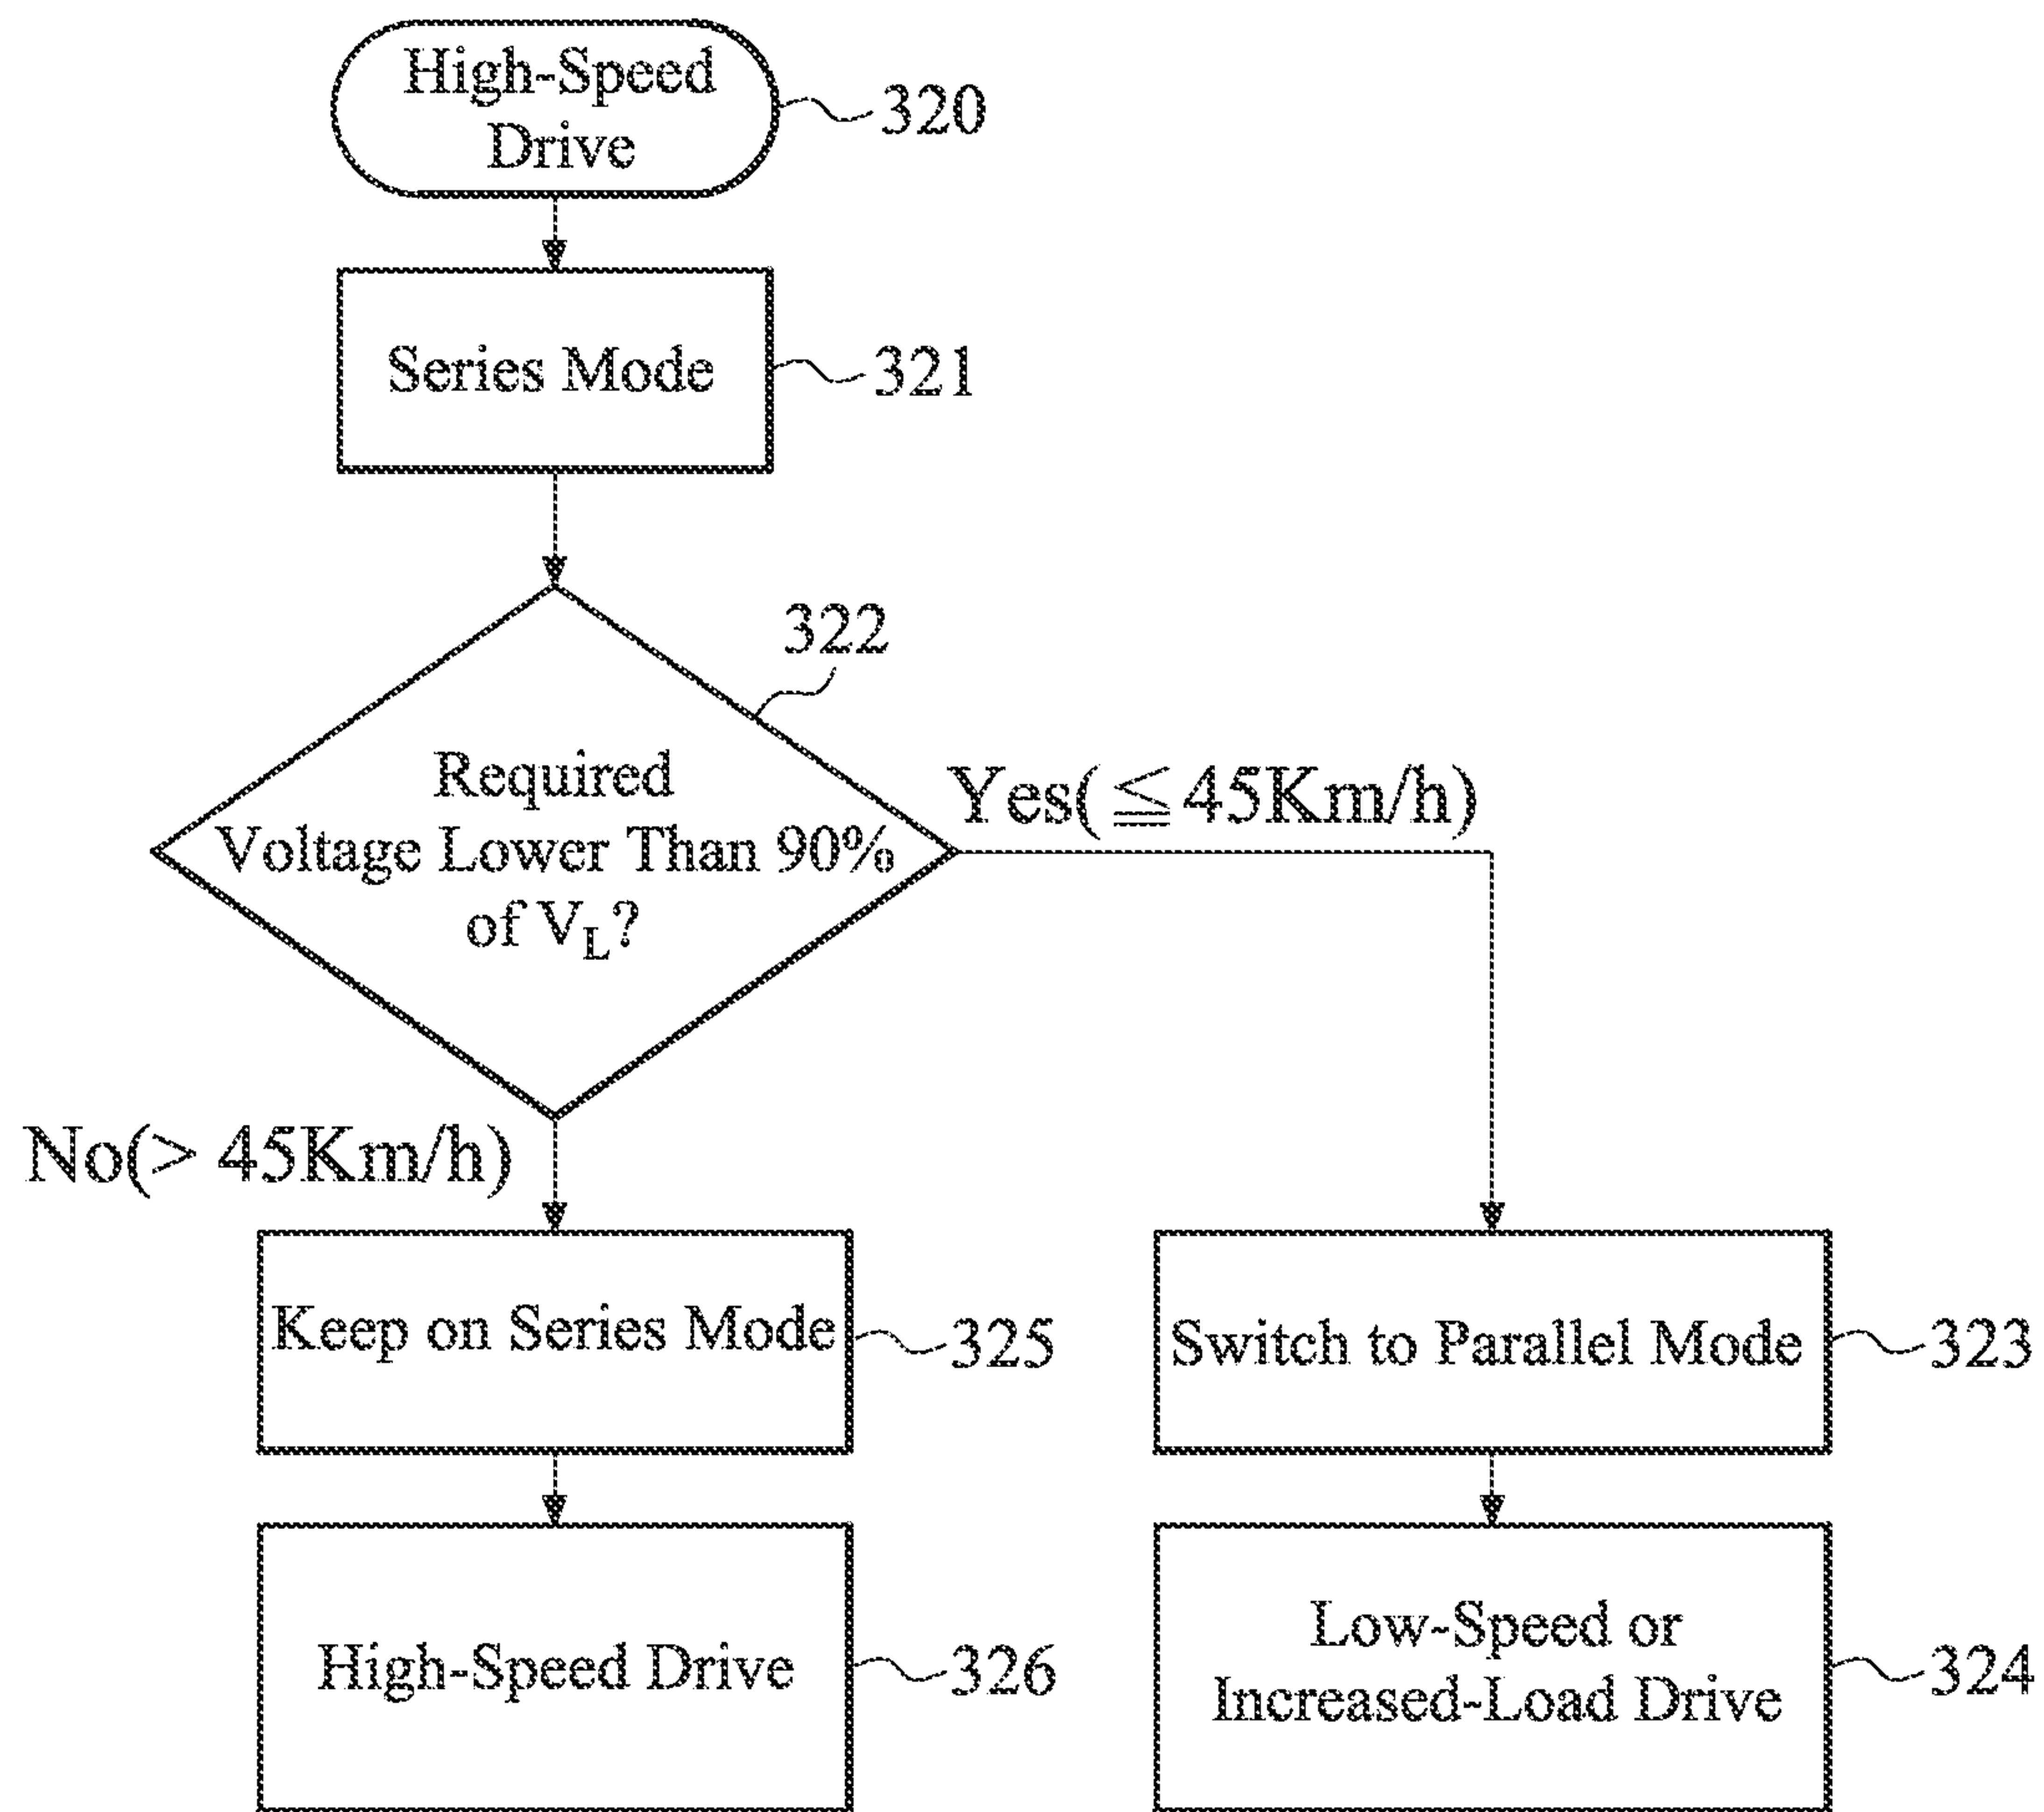 High-Speed
Drive
320
Series Mode
321
322
Required
Voltage Lower Than 90%
of VL?
Yes(≦45Km/h)
No(> 45Km/h)
Keep on Series Mode
325
Switch to Parallel Mode
323
High-Speed Drive
326
Low-Speed or
Increased-Load Drive
324